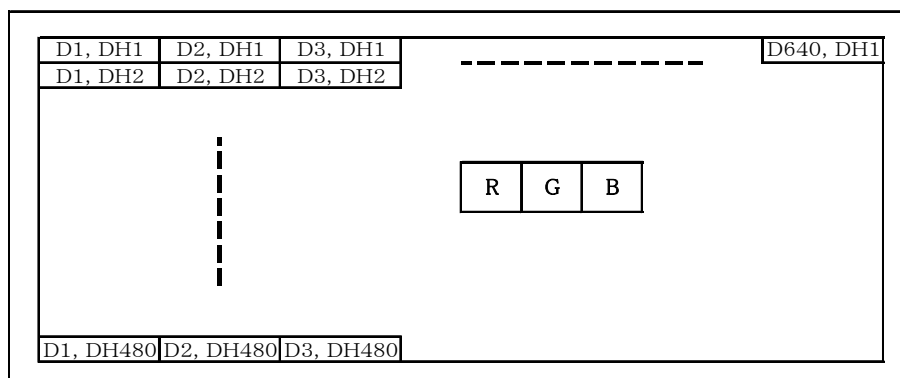 D1, DH1 D2, DH1 D3, DH1 D640, DH1
D1, DH2 D2, DH2 D3, DH2
R G B
D1, DH480 D2, DH480 D3, DH480